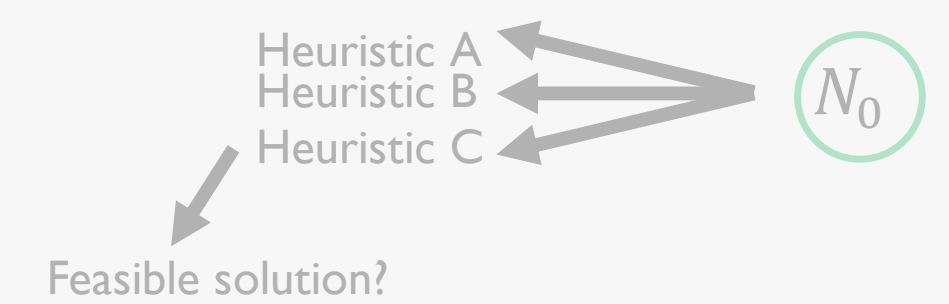 Heuristic A
Heuristic B
Heuristic C
N₀
Feasible solution?